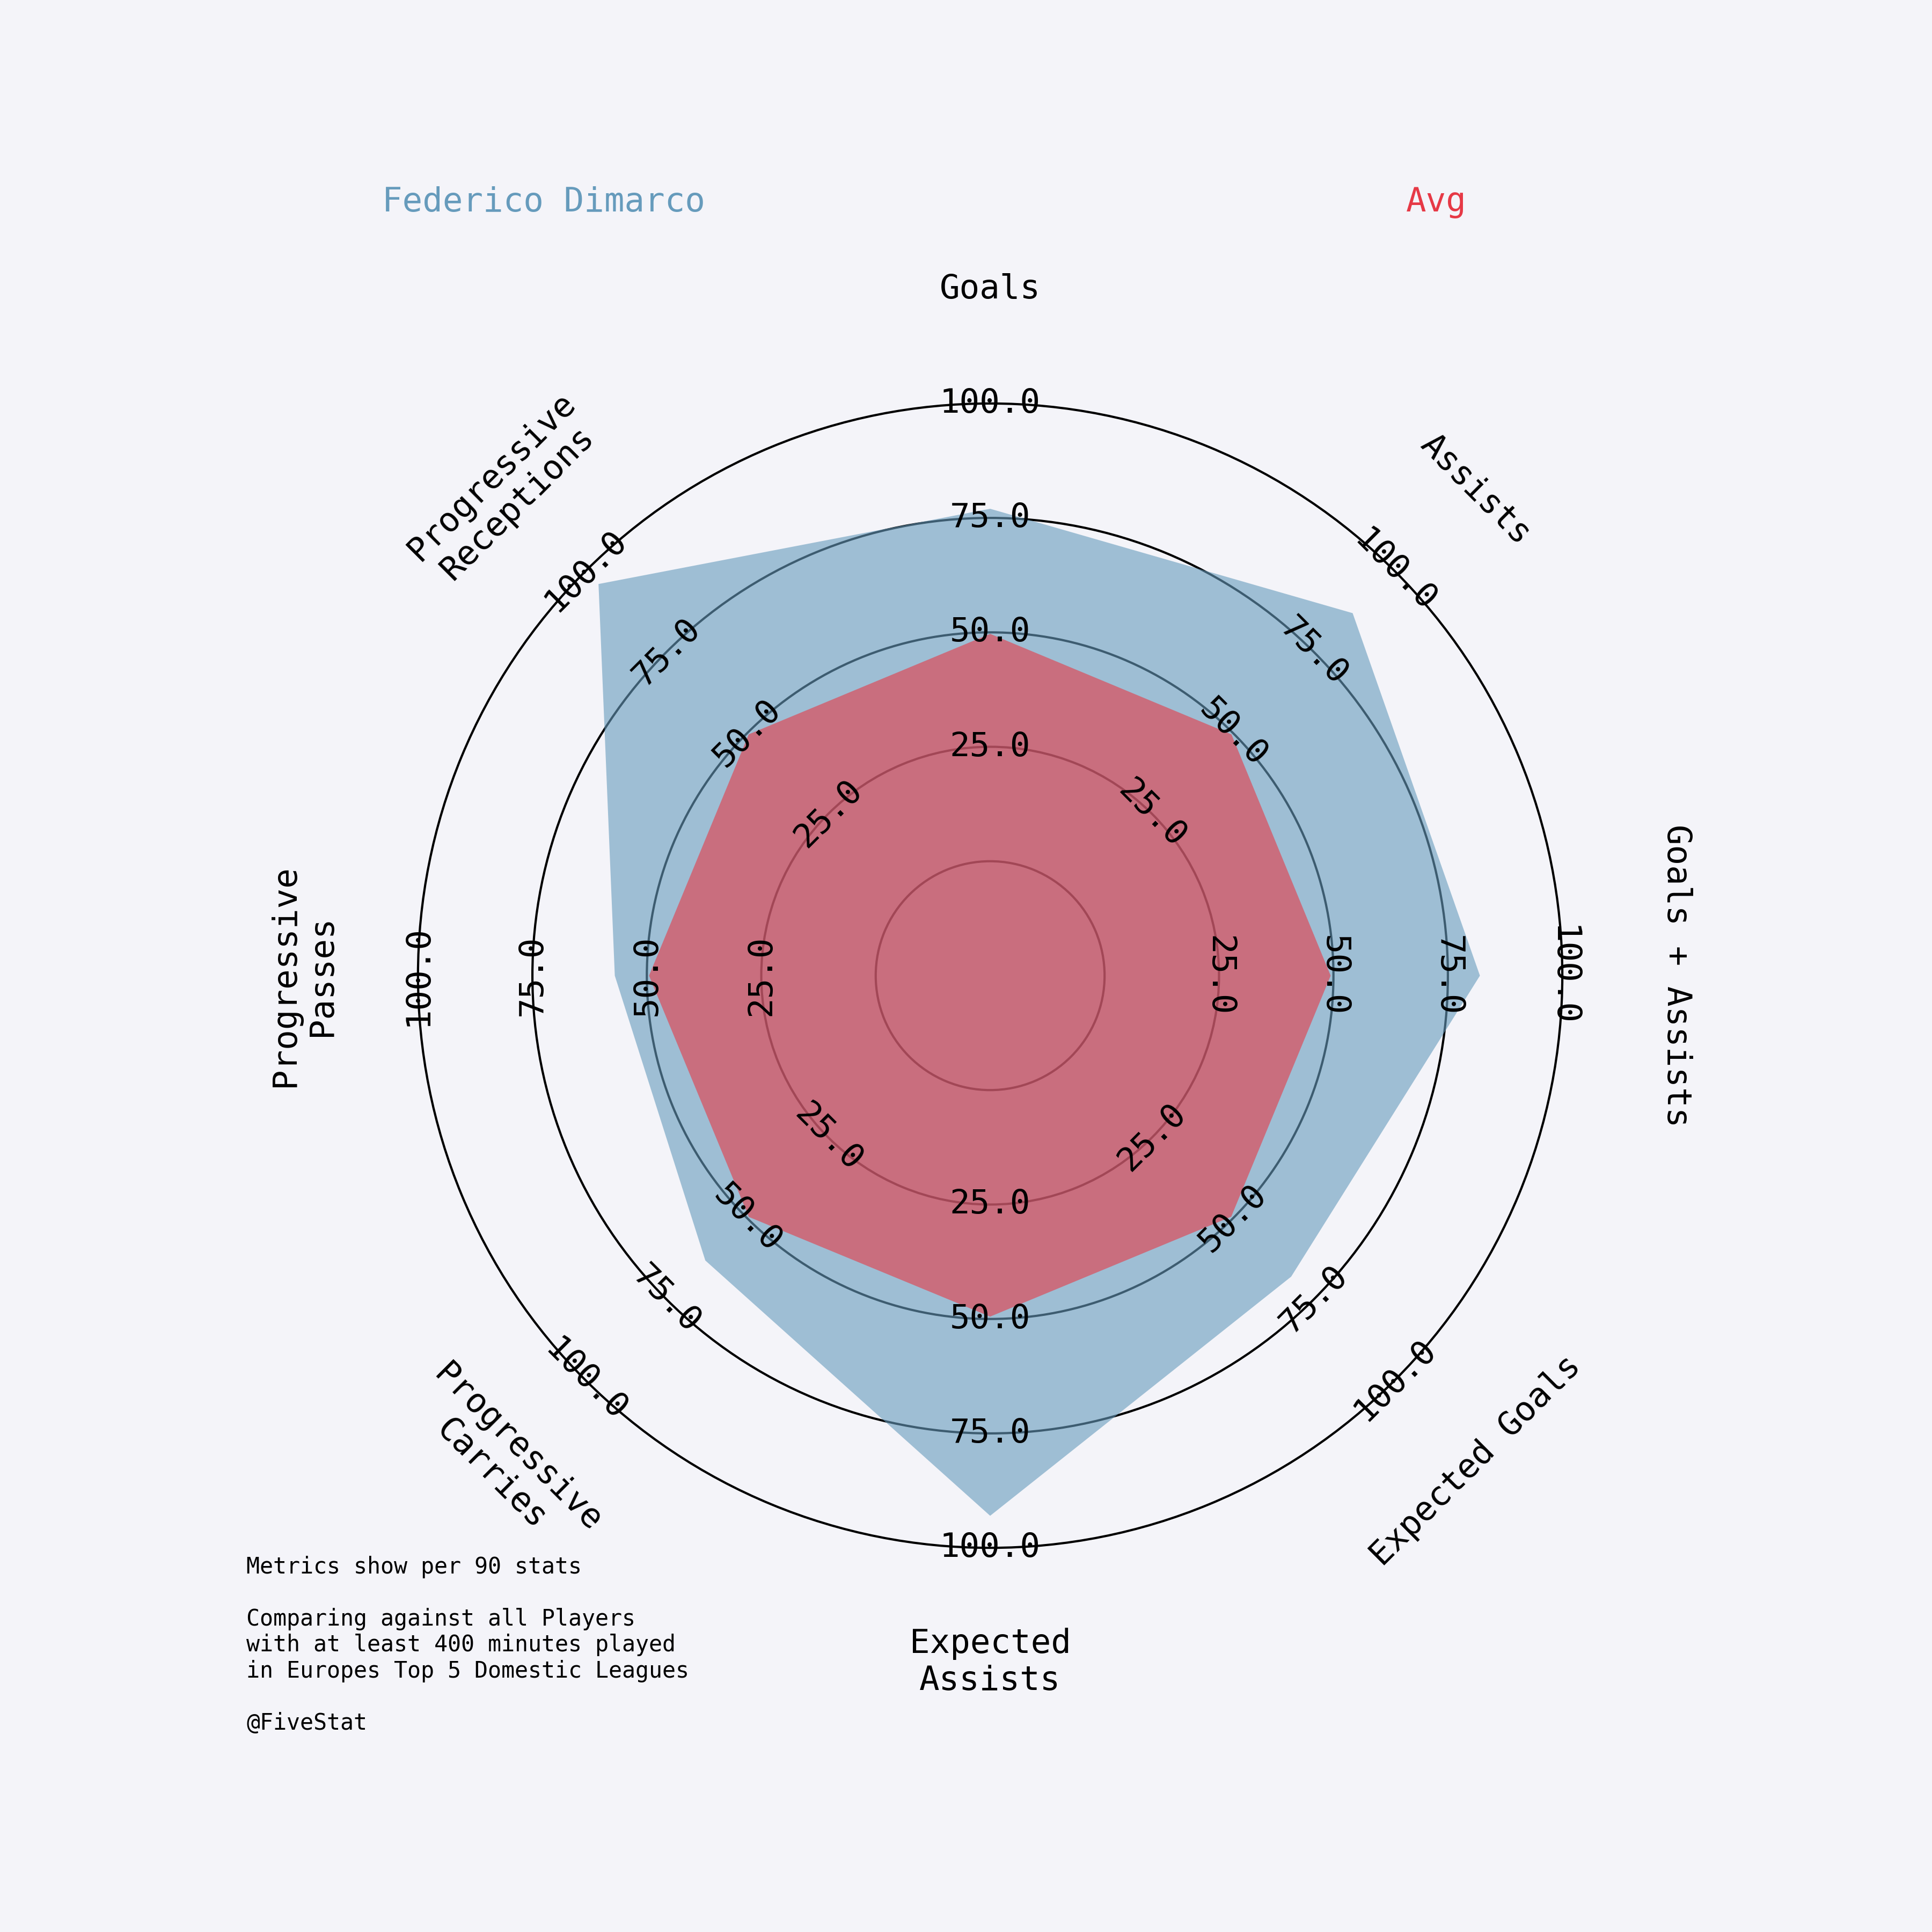 Federico Dimarco
Avg
Goals
Assists
Goals + Assists
Expected Goals
Expected
Assists
Progressive
Carries
Progressive
Passes
Progressive
Receptions
25.0
50.0
75.0
100.0
25.0
50.0
75.0
100.0
25.0
50.0
75.0
100.0
25.0
50.0
75.0
100.0
25.0
50.0
75.0
100.0
25.0
50.0
75.0
100.0
25.0
50.0
75.0
100.0
25.0
50.0
75.0
100.0
Metrics show per 90 stats
Comparing against all Players
with at least 400 minutes played
in Europes Top 5 Domestic Leagues
@FiveStat